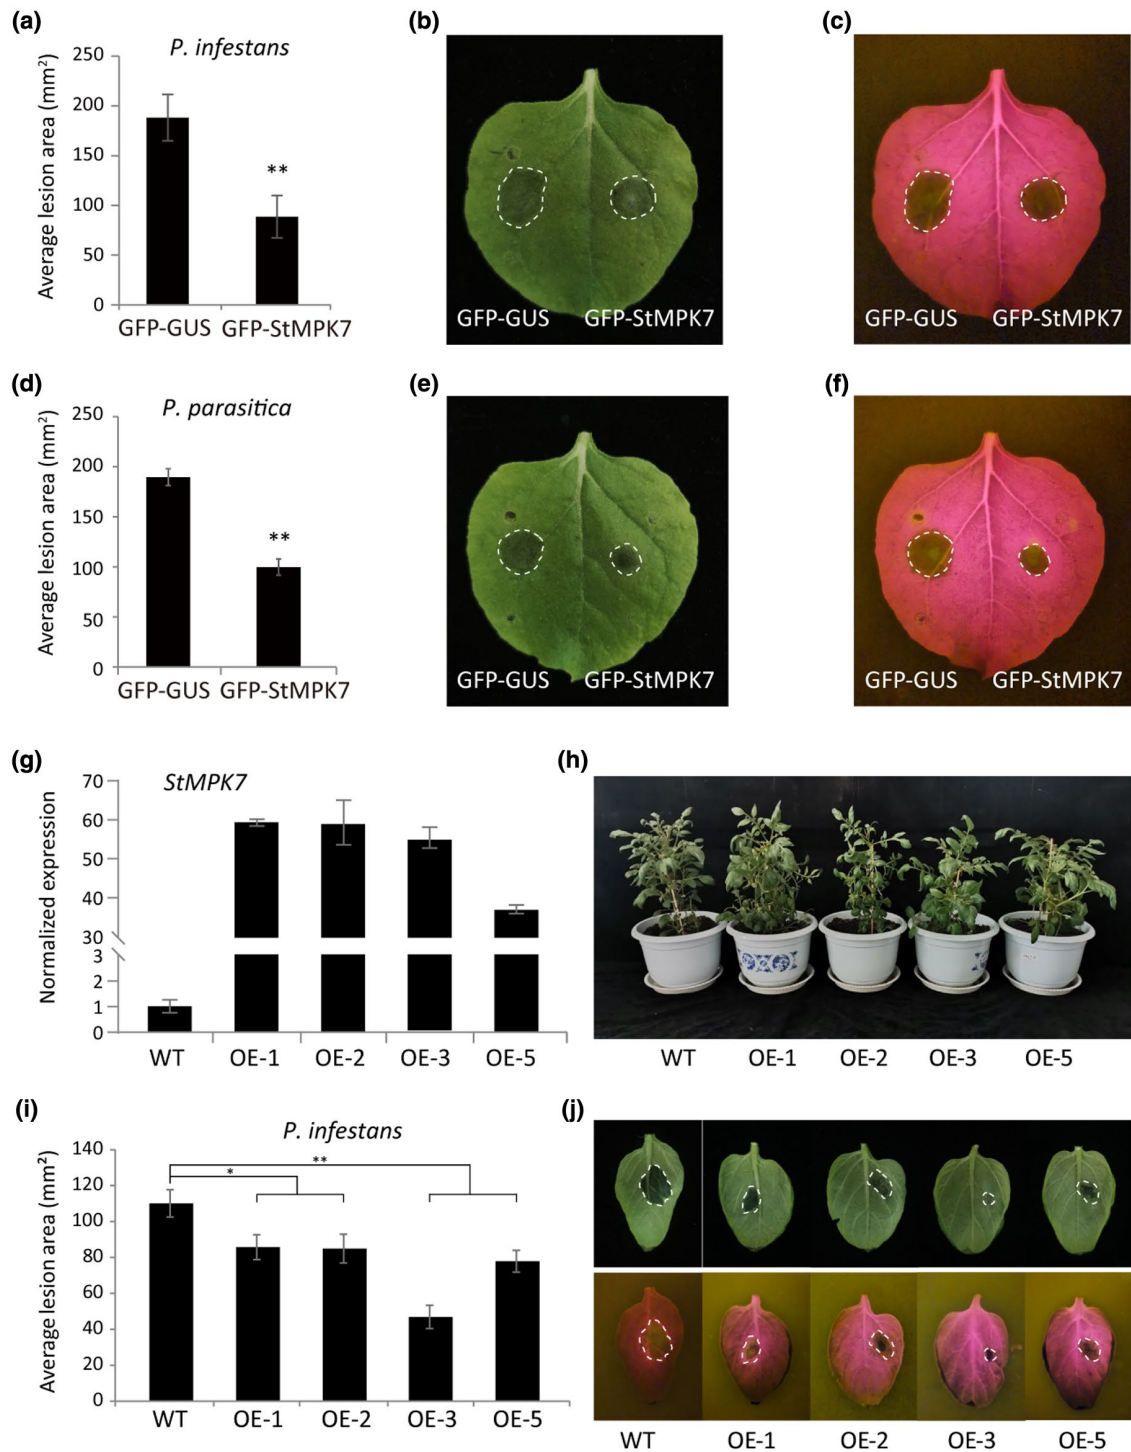 (a)
P. infestans
Average lesion area (mm²)
250
200
150
100
50
0
**
GFP-GUS GFP-StMPK7
(b)
GFP-GUS GFP-StMPK7
(c)
GFP-GUS GFP-StMPK7
(d)
P. parasitica
Average lesion area (mm²)
250
200
150
100
50
0
**
GFP-GUS GFP-StMPK7
(e)
GFP-GUS GFP-StMPK7
(f)
GFP-GUS GFP-StMPK7
(g)
StMPK7
Normalized expression
70
60
50
40
30
3
2
1
0
WT OE-1 OE-2 OE-3 OE-5
(h)
WT OE-1 OE-2 OE-3 OE-5
(i)
P. infestans
Average lesion area (mm²)
140
120
100
80
60
40
20
0
**
*
WT OE-1 OE-2 OE-3 OE-5
(j)
WT OE-1 OE-2 OE-3 OE-5